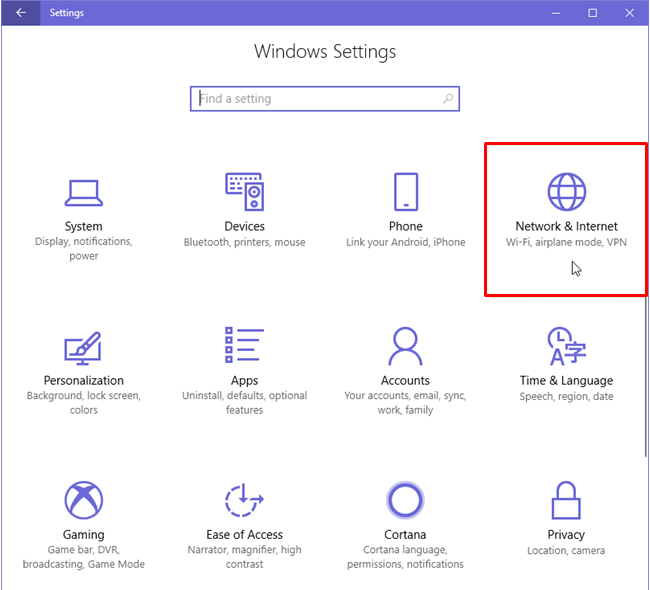 Settings
Windows Settings
Find a setting
System
Display, notifications,
power
Devices
Bluetooth, printers, mouse
Phone
Link your Android, iPhone
Network & Internet
Wi-Fi, airplane mode, VPN
Personalization
Background, lock screen,
colors
Apps
Uninstall, defaults, optional
features
Accounts
Your accounts, email, sync,
work, family
Time & Language
Speech, region, date
Gaming
Game bar, DVR,
broadcasting, Game Mode
Ease of Access
Narrator, magnifier, high
contrast
Cortana
Cortana language,
permissions, notifications
Privacy
Location, camera